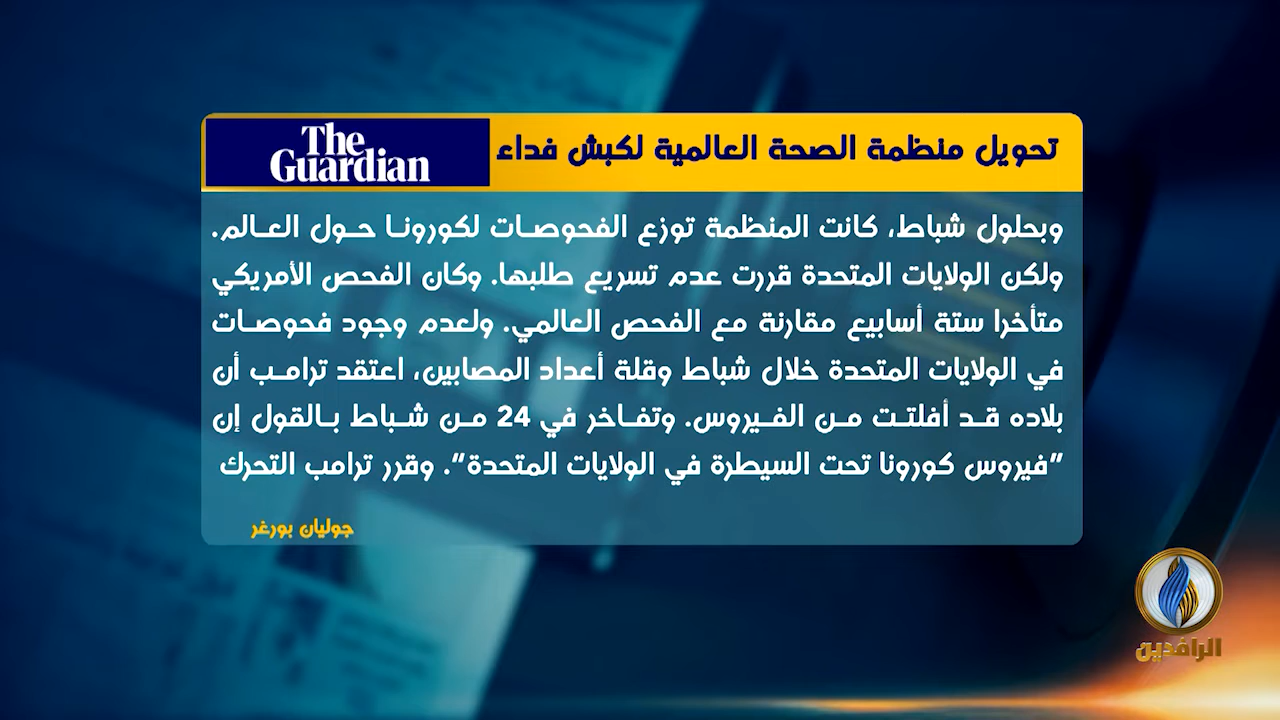 تحويل منظمة الصحة العالمية لكبش فداء
The
Guardian
وبحلول شباط، كانت المنظمة توزع الفحوصات لكورونا حول العالم.
ولكن الولايات المتحدة قررت عدم تسريع طلبها. وكان الفحص الأمريكي
متأخرا ستة أسابيع مقارنة مع الفحص العالمي. ولعدم وجود فحوصات
في الولايات المتحدة خلال شباط وقلة أعداد المصابين، اعتقد ترامب أن
بلاده قد أفلتت من الفيروس. وتفاخر في 24 من شباط بالقول إن
”فيروس كورونا تحت السيطرة في الولايات المتحدة“. وقرر ترامب التحرك
جوليان بورغر
الرافدين